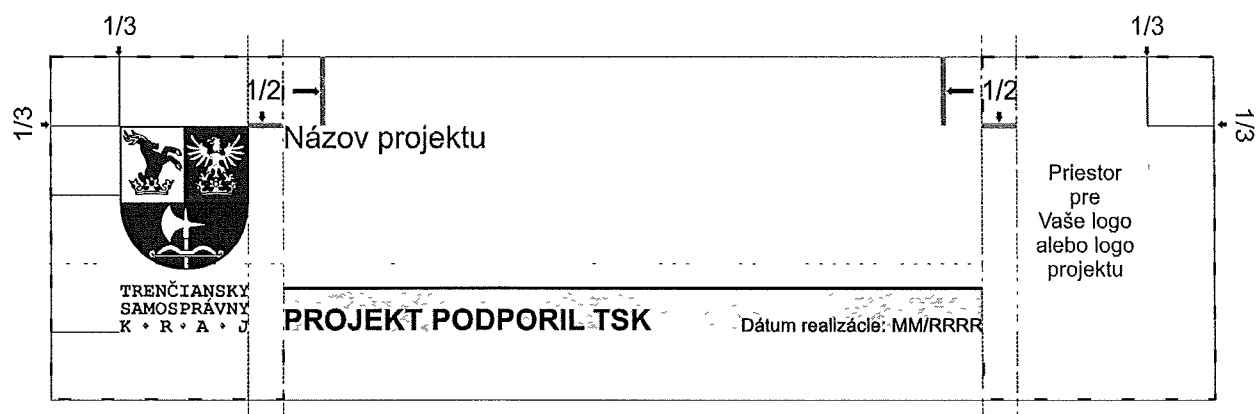 1/3
1/3
1/2
1/2
1/3
1/3
Názov projektu
Priestor
pre
Vaše logo
alebo logo
projektu
TRENČIANSKY
SAMOSPRÁVNY
K • R • A • J
PROJEKT PODPORIL TSK
Dátum realizácie: MM/RRRR